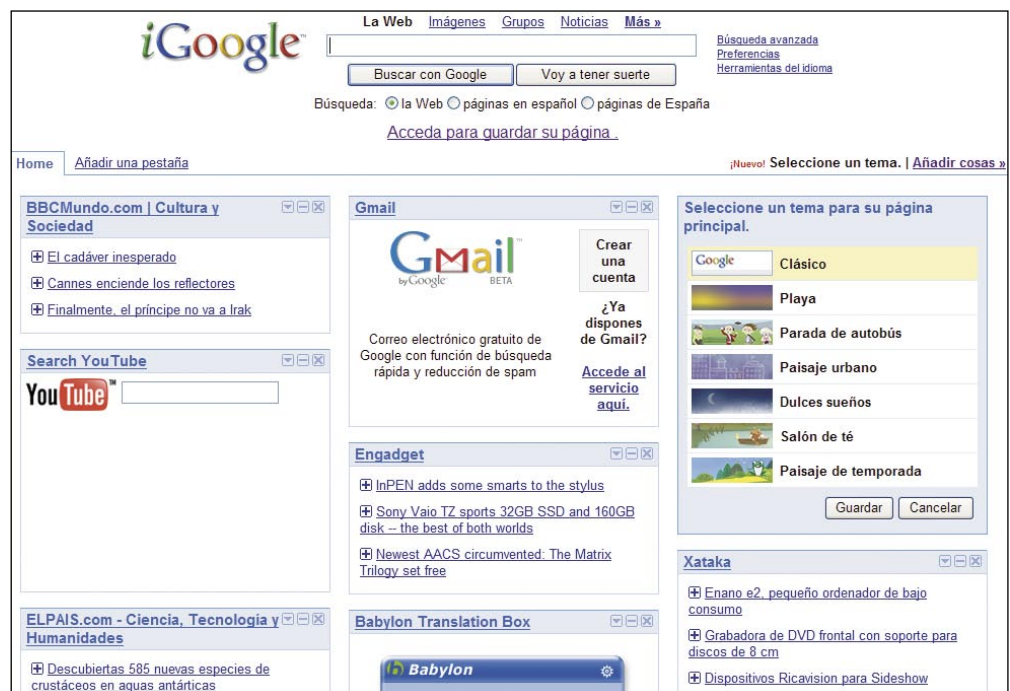 iGoogle™
La Web Imágenes Grupos Noticias Más »
Búsqueda avanzada
Preferencias
Herramientas del idioma
Buscar con Google Voy a tener suerte
Búsqueda: la Web páginas en español páginas de España
Acceda para guardar su página .
Home Añadir una pestaña
¡Nuevo! Seleccione un tema. | Añadir cosas »
BBCMundo.com | Cultura y
Sociedad
El cadáver inesperado
Cannes enciende los reflectores
Finalmente, el príncipe no va a Irak
Search YouTube
YouTube™
ELPAIS.com - Ciencia, Tecnología y
Humanidades
Descubiertas 585 nuevas especies de
crustáceos en aguas antárticas
Gmail
Gmail™
by Google BETA
Correo electrónico gratuito de
Google con función de búsqueda
rápida y reducción de spam
Crear
una
cuenta
¿Ya
dispones
de Gmail?
Accede al
servicio
aquí.
Engadget
InPEN adds some smarts to the stylus
Sony Vaio TZ sports 32GB SSD and 160GB
disk -- the best of both worlds
Newest AACS circumvented: The Matrix
Trilogy set free
Babylon Translation Box
Babylon
Seleccione un tema para su página
principal.
Google Clásico
Playa
Parada de autobús
Paisaje urbano
Dulces sueños
Salón de té
Paisaje de temporada
Guardar Cancelar
Xataka
Enano e2, pequeño ordenador de bajo
consumo
Grabadora de DVD frontal con soporte para
discos de 8 cm
Dispositivos Ricavision para Sideshow